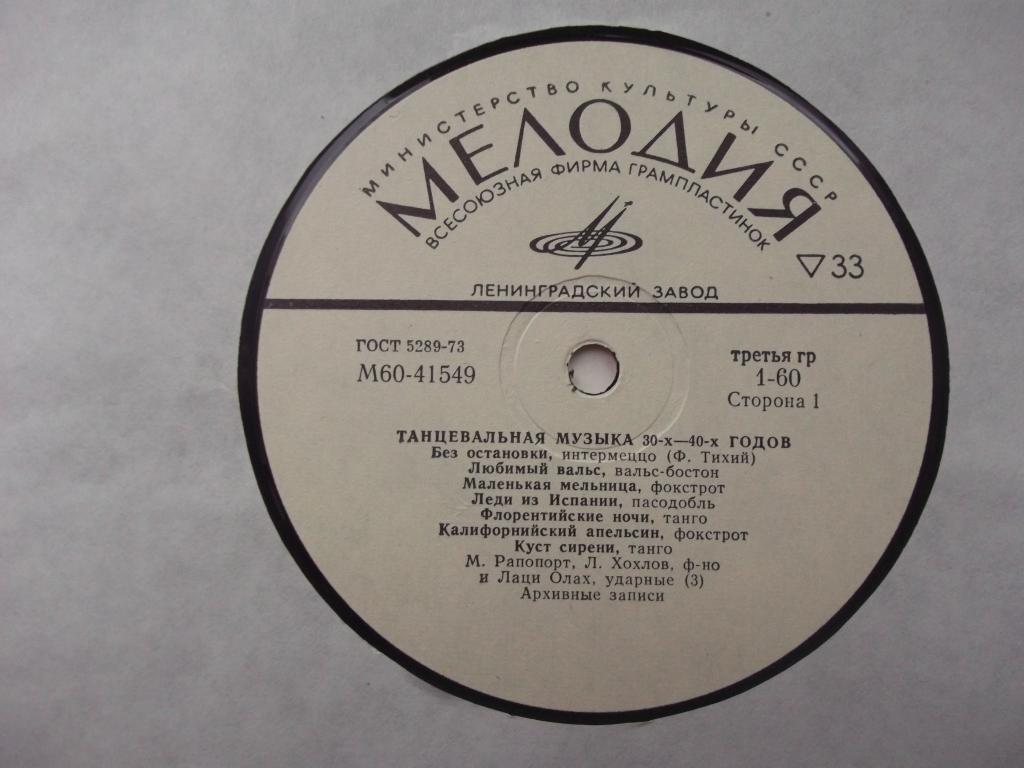 МИНИСТЕРСТВО КУЛЬТУРЫ СССР
МЕЛОДИЯ
ВСЕСОЮЗНАЯ ФИРМА ГРАМПЛАСТИНОК
▽33
ЛЕНИНГРАДСКИЙ ЗАВОД
ГОСТ 5289-73
М60-41549
третья гр
1-60
Сторона 1
ТАНЦЕВАЛЬНАЯ МУЗЫКА 30-х—40-х ГОДОВ
Без остановки, интермеццо (Ф. Тихий)
Любимый вальс, вальс-бостон
Маленькая мельница, фокстрот
Леди из Испании, пасодобль
Флорентийские ночи, танго
Калифорнийский апельсин, фокстрот
Куст сирени, танго
М. Рапопорт, Л. Хохлов, ф-но
и Лаци Олах, ударные (3)
Архивные записи